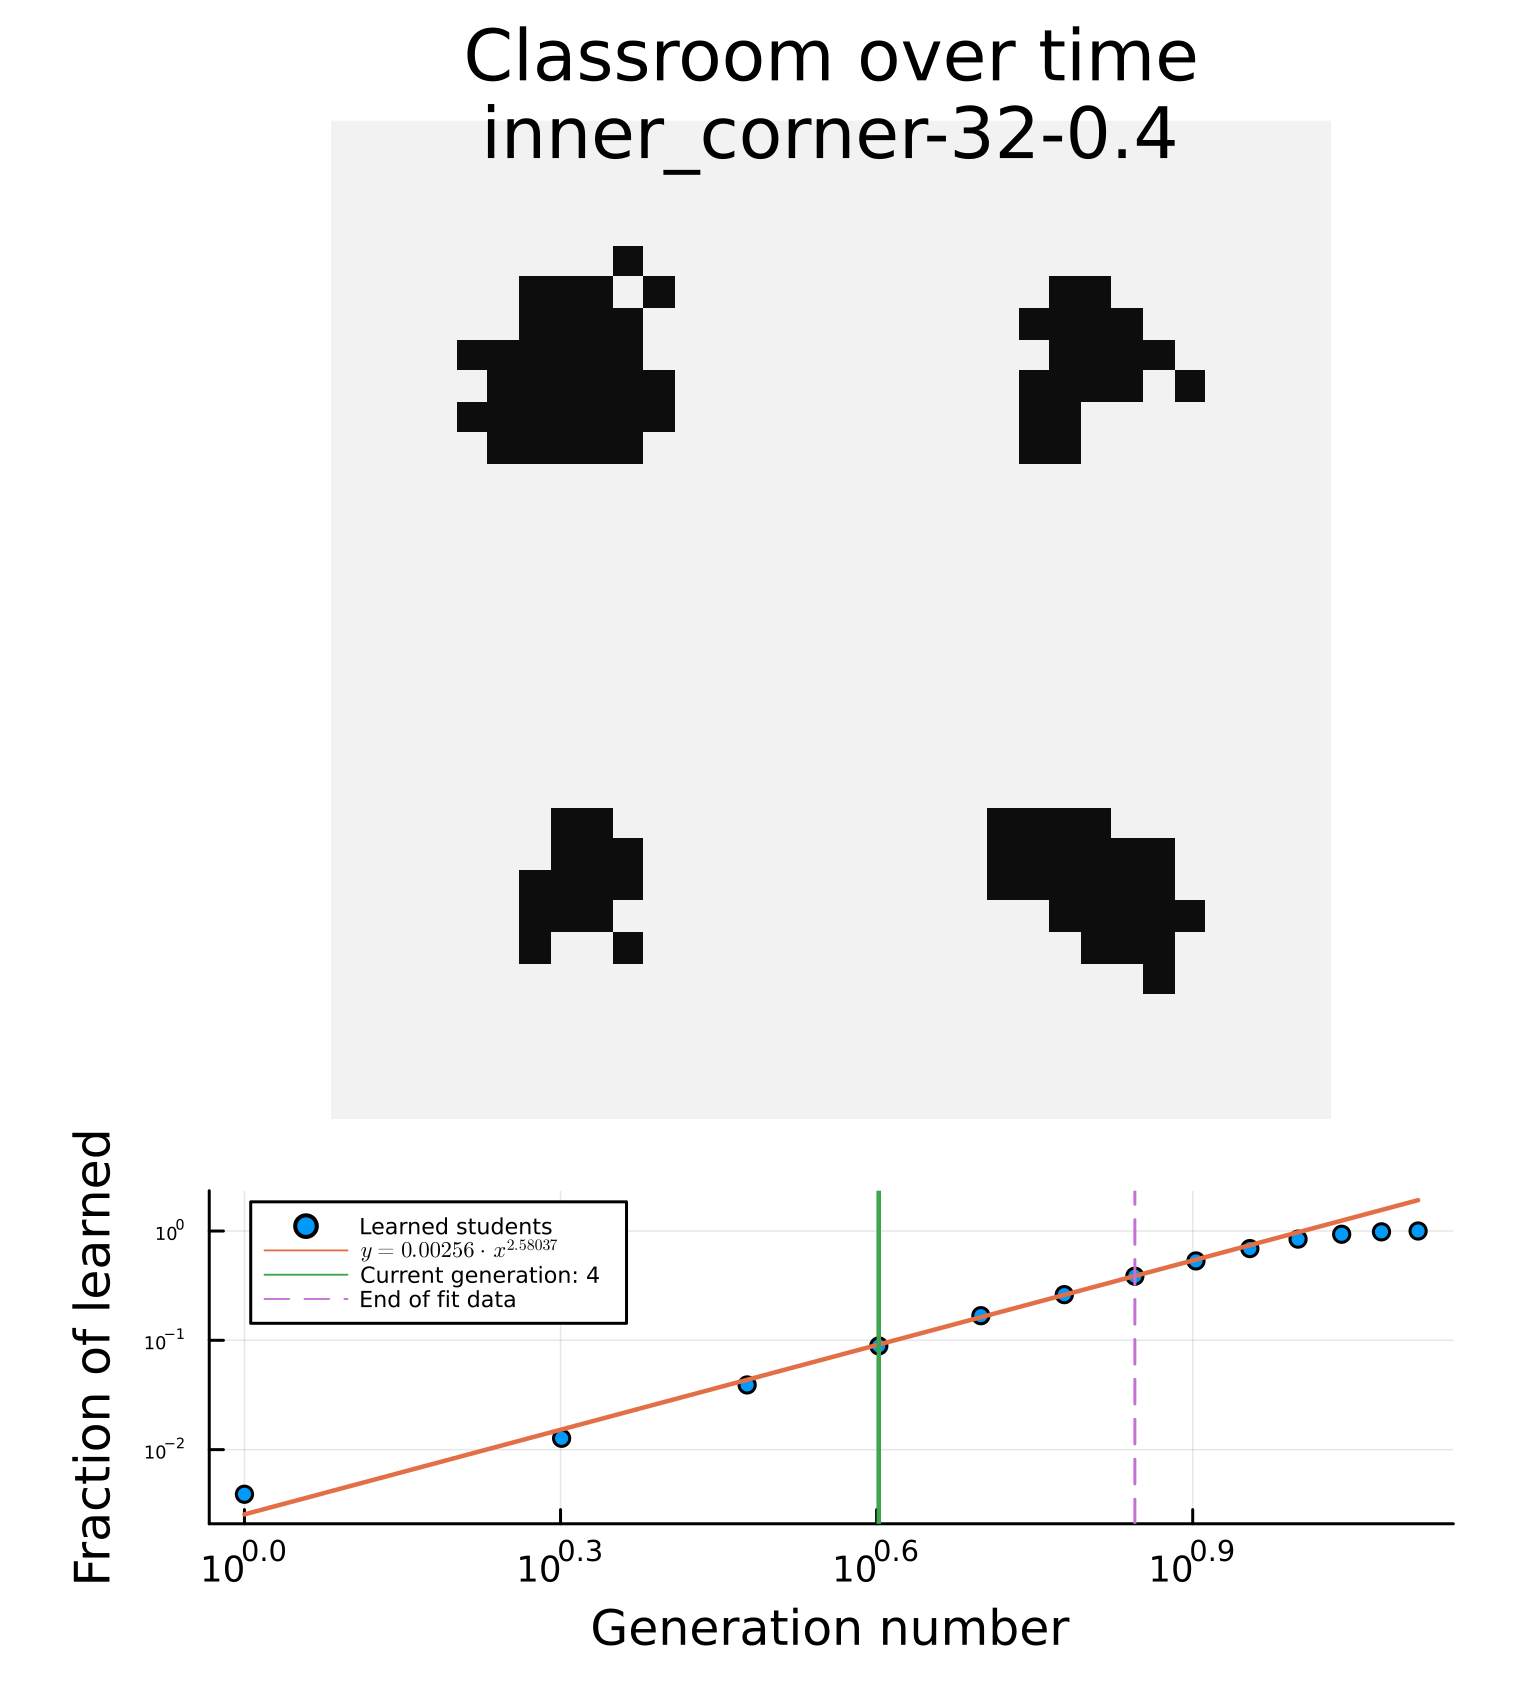 Classroom over time
inner_corner-32-0.4
Fraction of learned
10⁰
10⁻¹
10⁻²
Learned students
y = 0.00256 · x^2.58037
Current generation: 4
End of fit data
10^0.0 10^0.3 10^0.6 10^0.9
Generation number